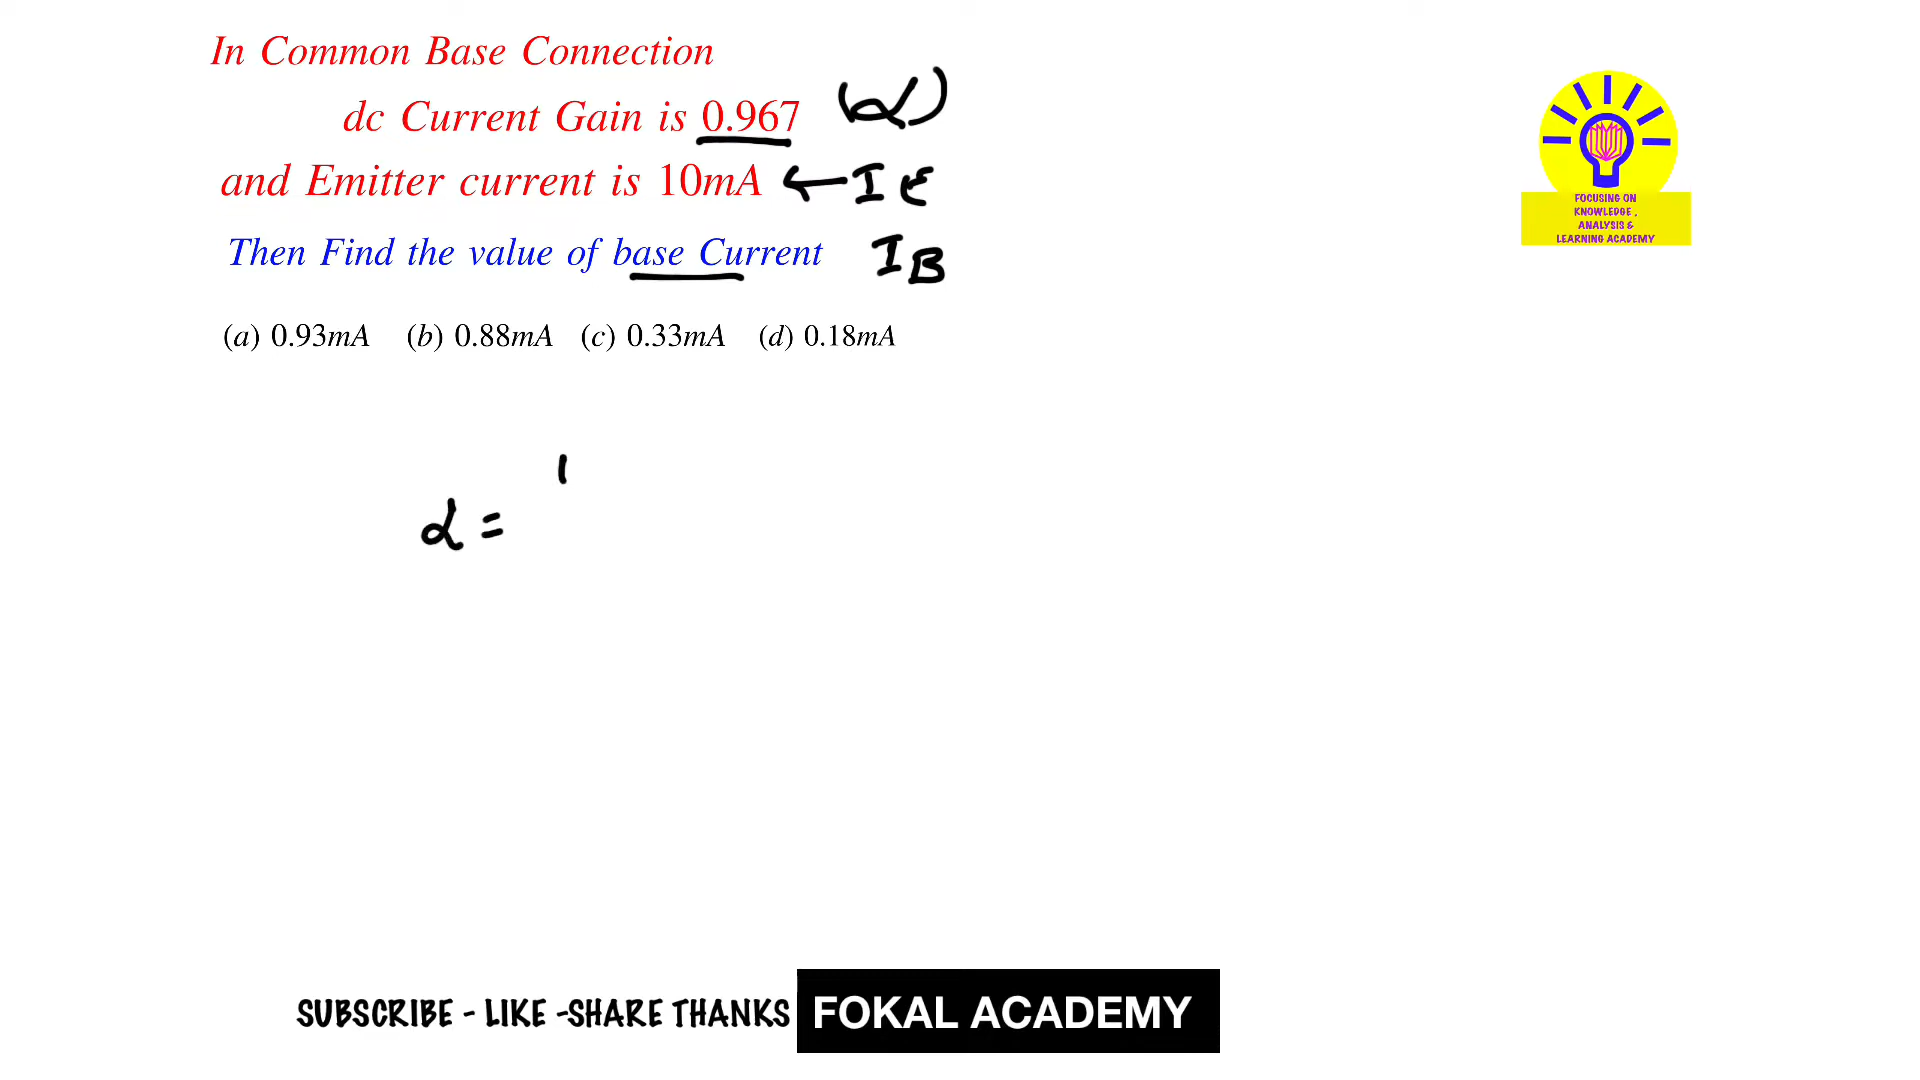 In Common Base Connection
dc Current Gain is 0.967 (α)
and Emitter current is 10mA ← IE
Then Find the value of base Current IB
(a) 0.93mA (b) 0.88mA (c) 0.33mA (d) 0.18mA
α = I
FOCUSING ON
KNOWLEDGE ,
ANALYSIS &
LEARNING ACADEMY
SUBSCRIBE - LIKE -SHARE THANKS FOKAL ACADEMY